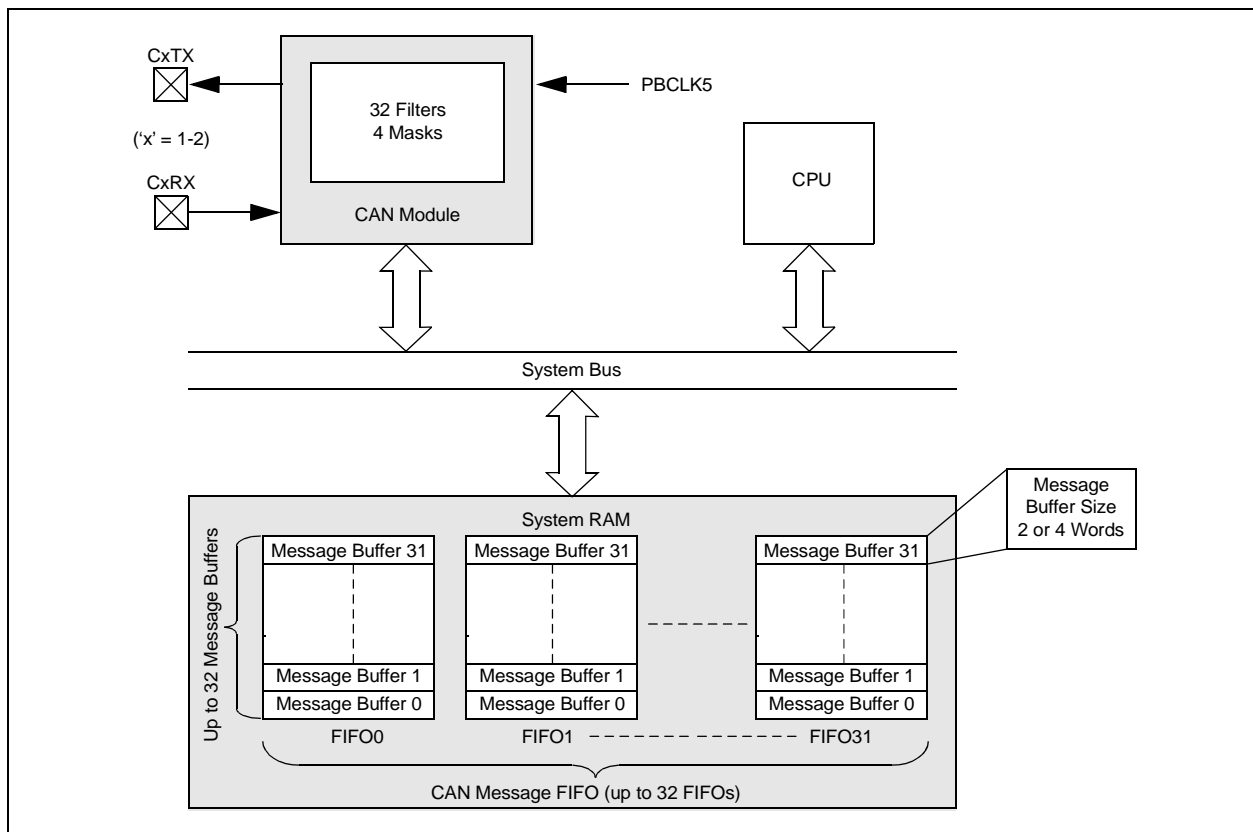 CxTX
PBCLK5
32 Filters
4 Masks
(‘x’ = 1-2)
CxRX
CAN Module
CPU
System Bus
System RAM
Message
Buffer Size
2 or 4 Words
Up to 32 Message Buffers
Message Buffer 31
Message Buffer 31
Message Buffer 31
Message Buffer 1
Message Buffer 1
Message Buffer 1
Message Buffer 0
Message Buffer 0
Message Buffer 0
FIFO0
FIFO1
FIFO31
CAN Message FIFO (up to 32 FIFOs)